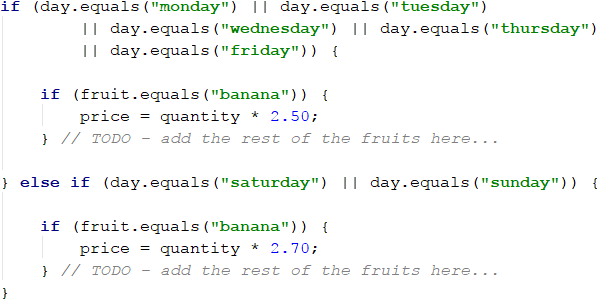 if (day.equals("monday") || day.equals("tuesday")
|| day.equals("wednesday") || day.equals("thursday")
|| day.equals("friday")) {
if (fruit.equals("banana")) {
price = quantity * 2.50;
} // TODO - add the rest of the fruits here...
} else if (day.equals("saturday") || day.equals("sunday")) {
if (fruit.equals("banana")) {
price = quantity * 2.70;
} // TODO - add the rest of the fruits here...
}